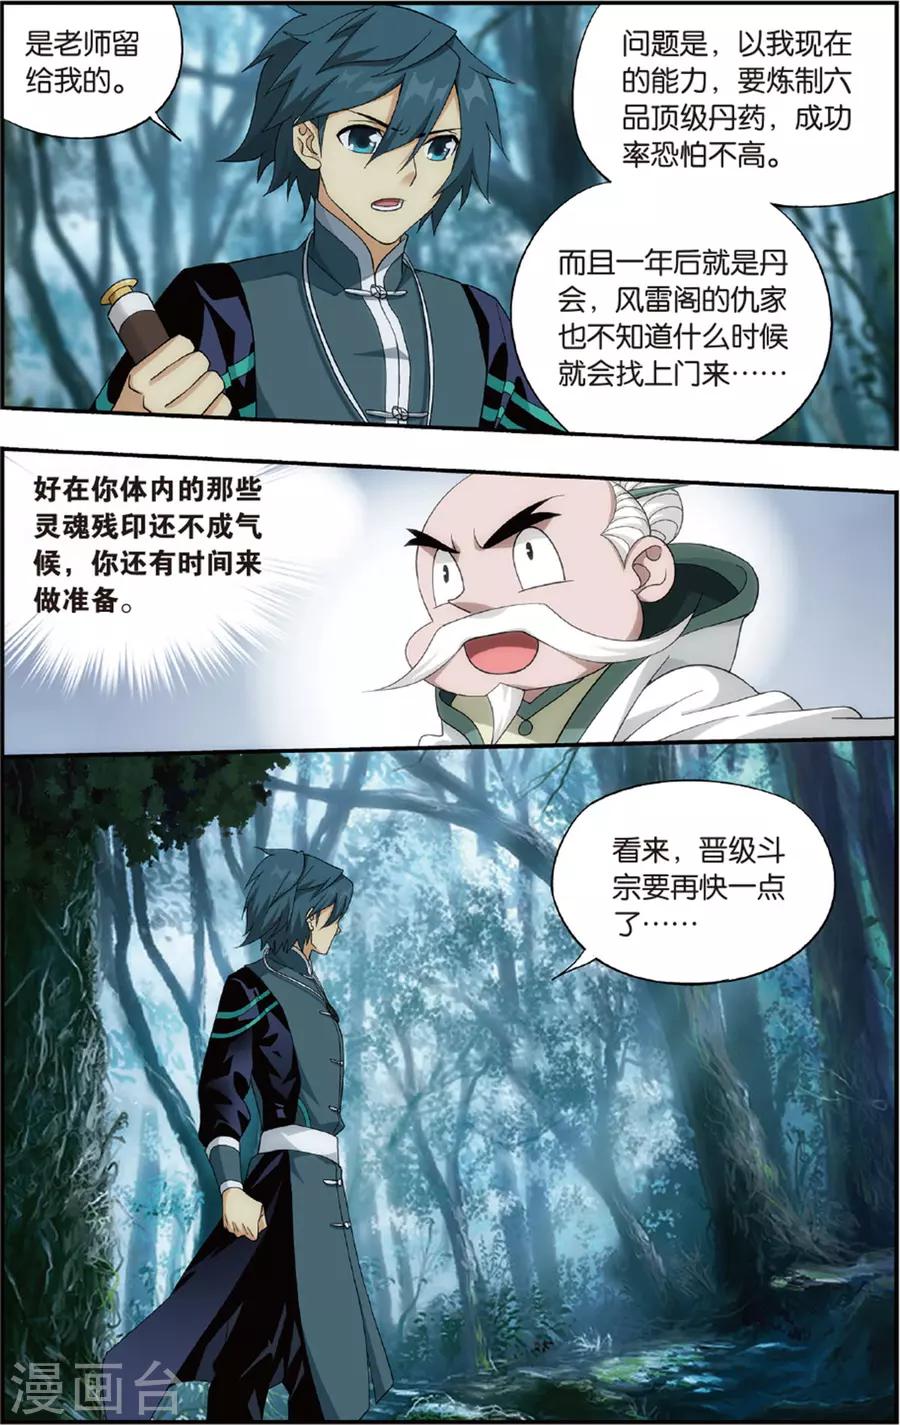 是老师留
给我的。
问题是，以我现在
的能力，要炼制六
品顶级丹药，成功
率恐怕不高。
而且一年后就是丹
会，风雷阁的仇家
也不知道什么时候
就会找上门来……
好在你体内的那些
灵魂残印还不成气
候，你还有时间来
做准备。
看来，晋级斗
宗要再快一点
了……
漫画台